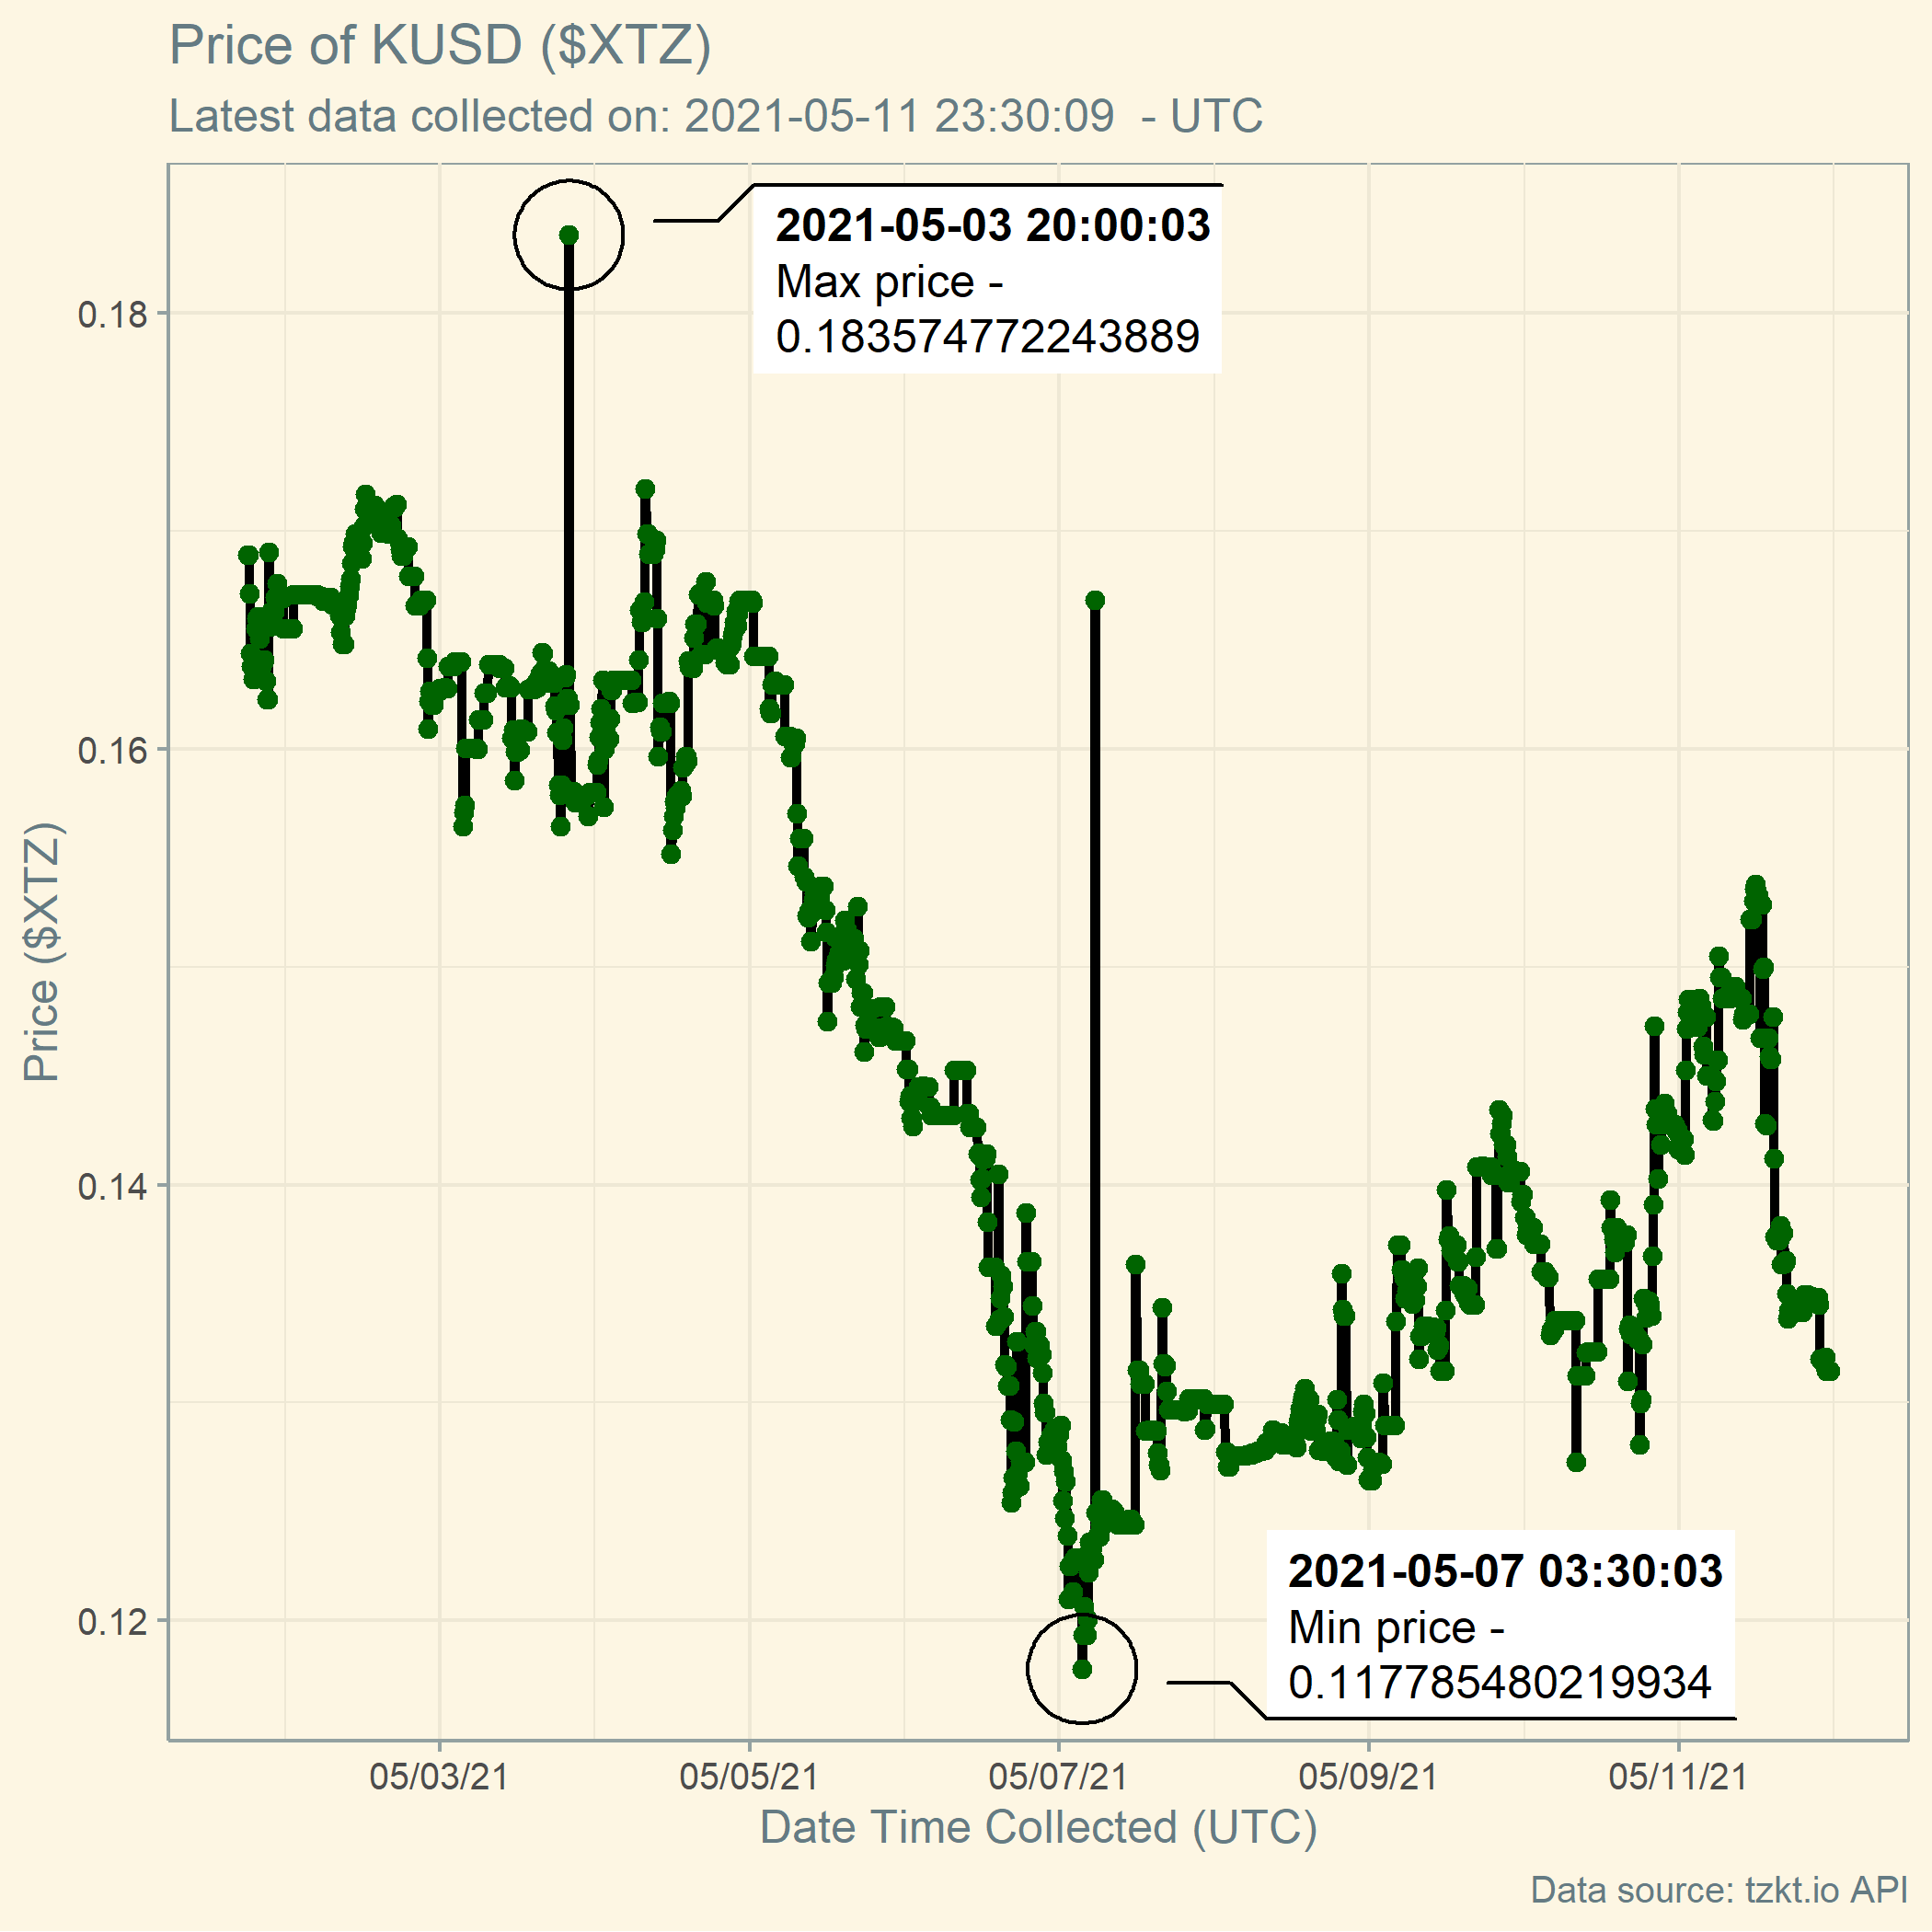 Price of KUSD ($XTZ)
Latest data collected on: 2021-05-11 23:30:09  - UTC
2021-05-03 20:00:03
Max price -
0.183574772243889
0.18
0.16
0.14
0.12
Price ($XTZ)
2021-05-07 03:30:03
Min price -
0.117785480219934
05/03/21
05/05/21
05/07/21
05/09/21
05/11/21
Date Time Collected (UTC)
Data source: tzkt.io API